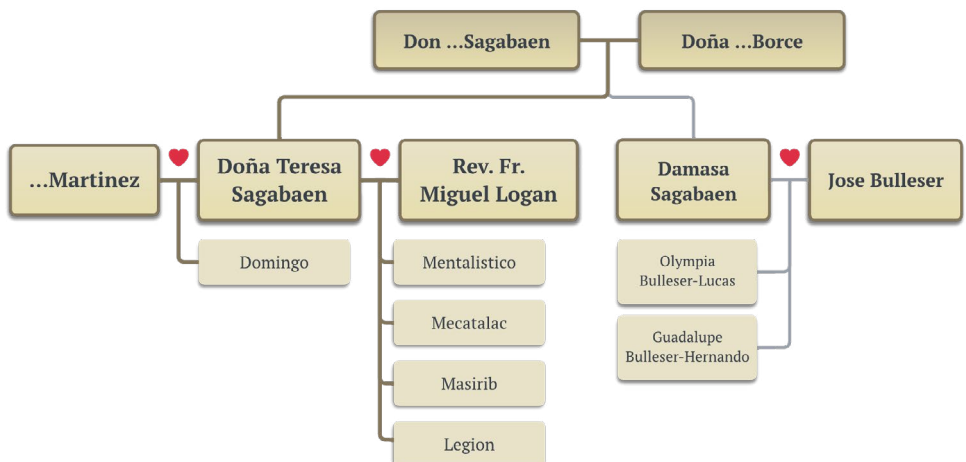 Don ...Sagabaen
Doña ...Borce
...Martinez
Doña Teresa
Sagabaen
Rev. Fr.
Miguel Logan
Damasa
Sagabaen
Jose Bulleser
Domingo
Mentalistico
Mecatalac
Masirib
Legion
Olympia
Bulleser-Lucas
Guadalupe
Bulleser-Hernando